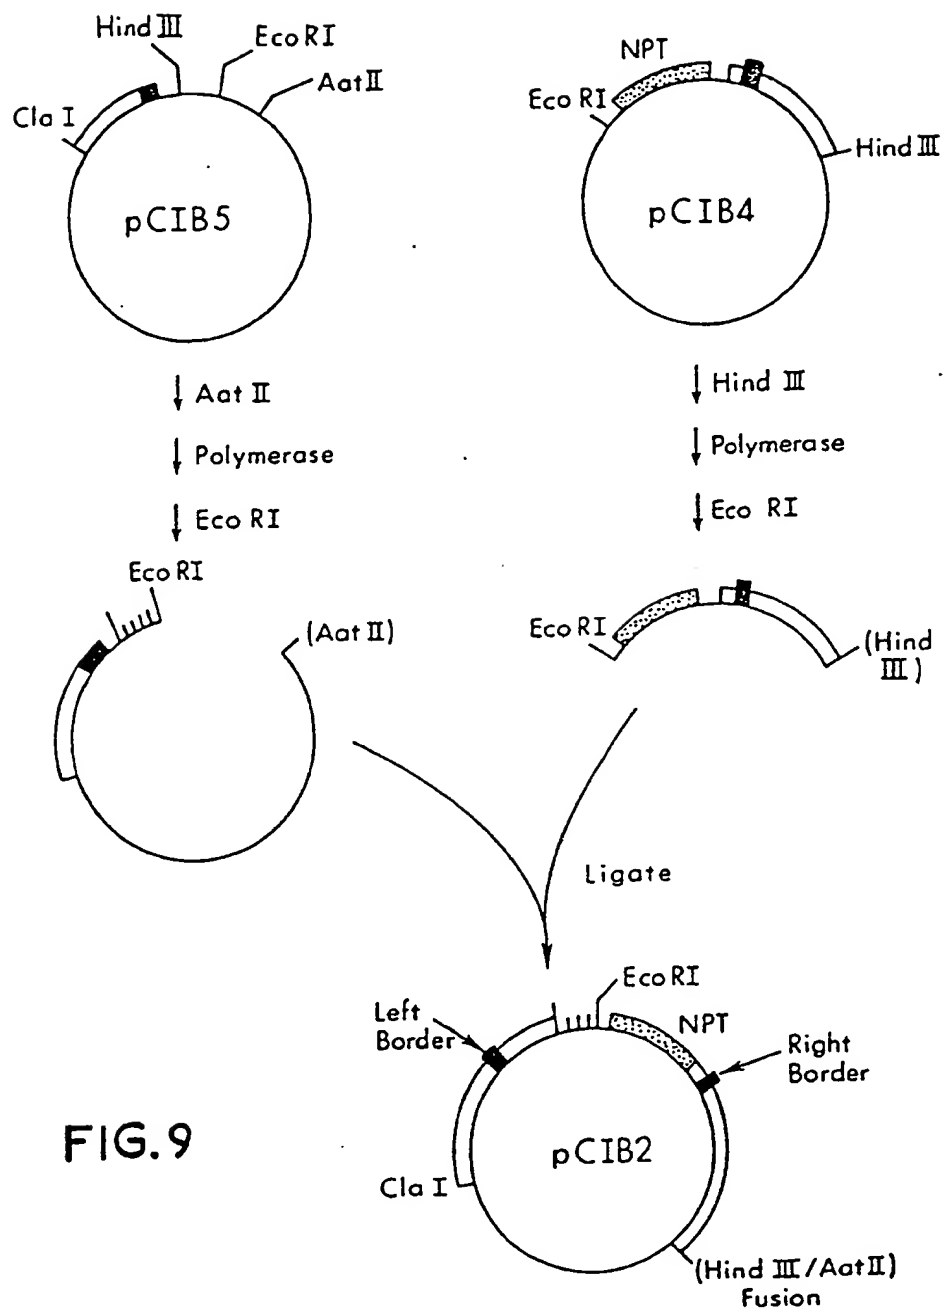 Hind III
Eco RI
Aat II
Cla I
pCIB5
NPT
Eco RI
Hind III
pCIB4
Aat II
Polymerase
Eco RI
Hind III
Polymerase
Eco RI
Eco RI
(Aat II)
Eco RI
(Hind
III)
Ligate
Eco RI
Left
Border
NPT
Right
Border
pCIB2
Cla I
(Hind III/Aat II)
Fusion
FIG. 9